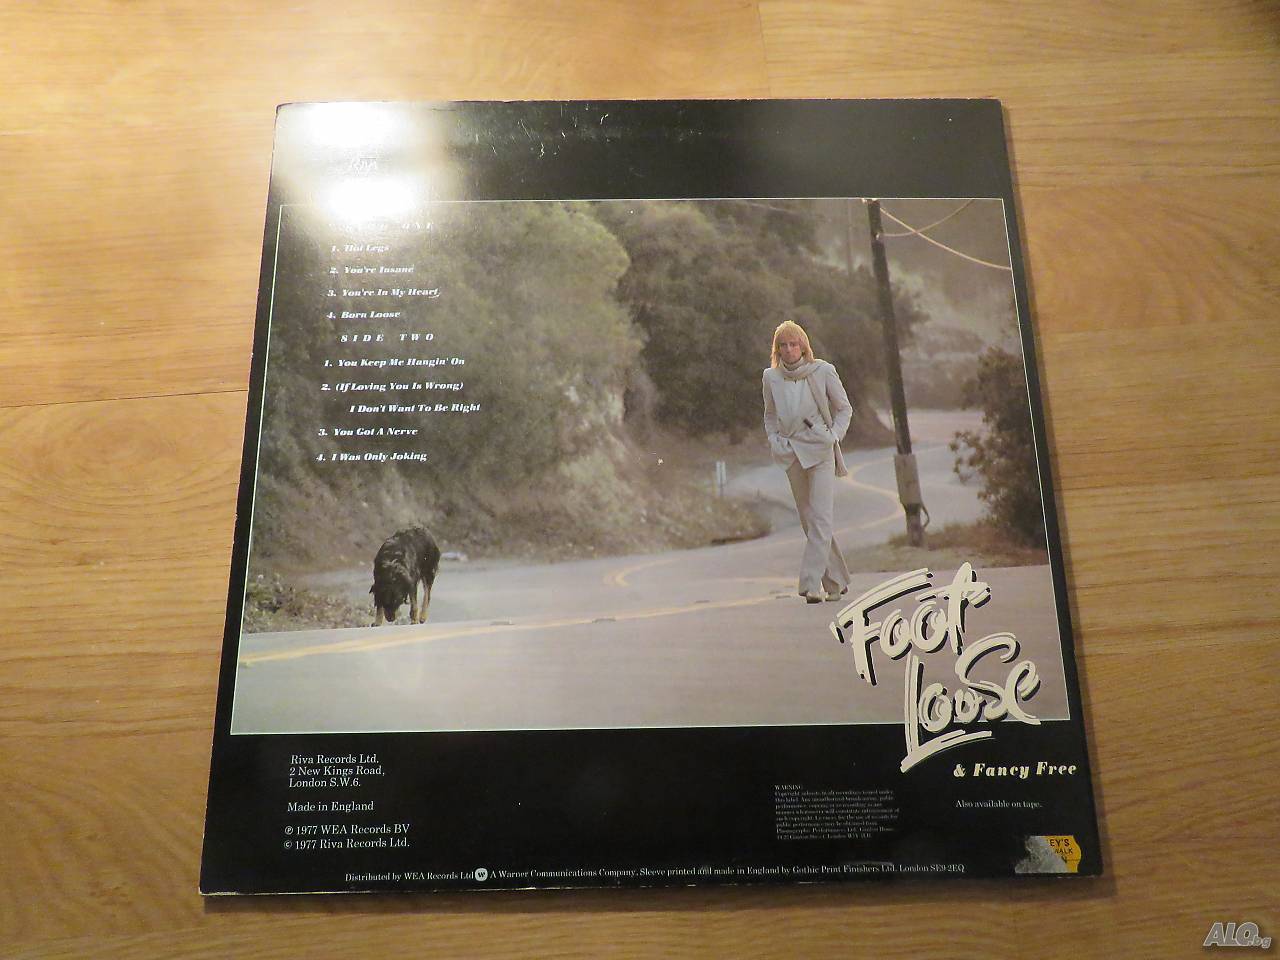 Riva
SIDE ONE
1. Hot Legs
2. You're Insane
3. You're In My Heart
4. Born Loose
SIDE TWO
1. You Keep Me Hangin' On
2. (If Loving You Is Wrong)
I Don't Want To Be Right
3. You Got A Nerve
4. I Was Only Joking
Foot
Loose
& Fancy Free
Riva Records Ltd.
2 New Kings Road,
London S.W.6.
Made in England
℗ 1977 WEA Records BV
© 1977 Riva Records Ltd.
WARNING
Also available on tape.
EY'S
WALK
Distributed by WEA Records Ltd W A Warner Communications Company. Sleeve printed and made in England by Gothic Print Finishers Ltd. London SE9 2EQ
ALO.bg